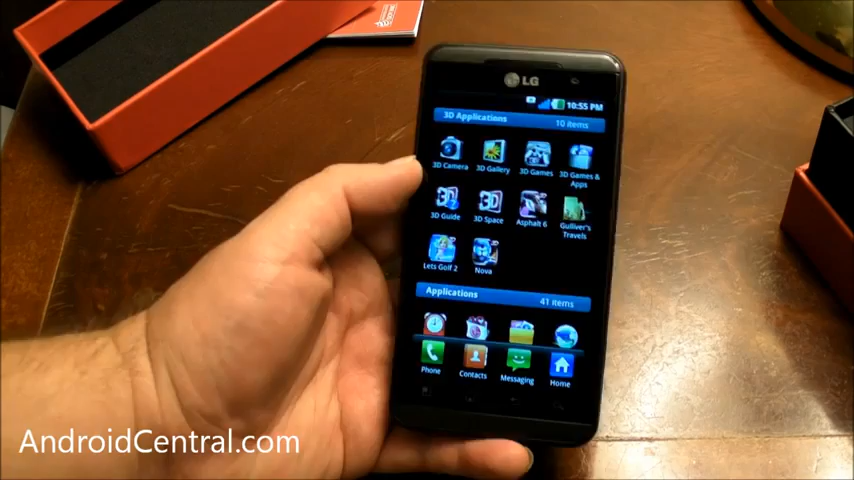 LG
10:55 PM
3D Applications 10 items
3D Camera 3D Gallery 3D Games 3D Games & Apps
3D Guide 3D Space Asphalt 6 Gulliver's Travels
Lets Golf 2 Nova
Applications 41 items
Phone Contacts Messaging Home
AndroidCentral.com